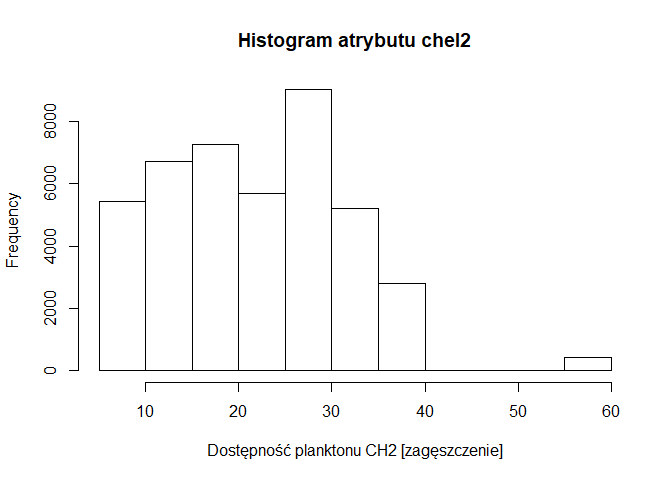 Histogram atrybutu chel2
Frequency
8000
6000
4000
2000
0
10 20 30 40 50 60
Dostępność planktonu CH2 [zagęszczenie]